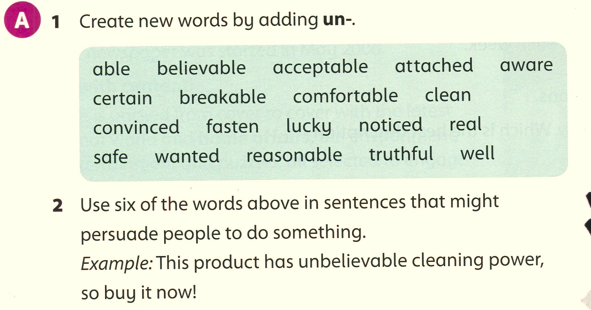 A 1 Create new words by adding un-.
able believable acceptable attached aware
certain breakable comfortable clean
convinced fasten lucky noticed real
safe wanted reasonable truthful well
2 Use six of the words above in sentences that might
persuade people to do something.
Example: This product has unbelievable cleaning power,
so buy it now!